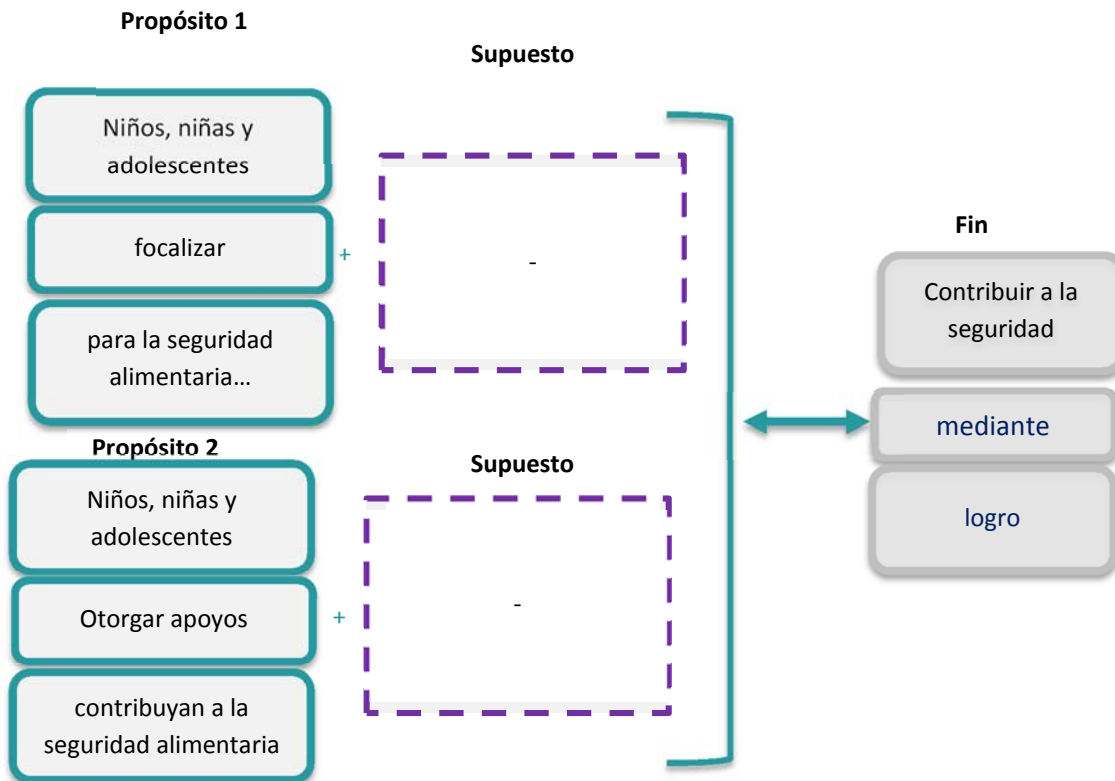 Propósito 1
Supuesto
Niños, niñas y
adolescentes
focalizar
+
-
para la seguridad
alimentaria...
Propósito 2
Supuesto
Niños, niñas y
adolescentes
Otorgar apoyos
+
-
contribuyan a la
seguridad alimentaria
Fin
Contribuir a la
seguridad
mediante
logro